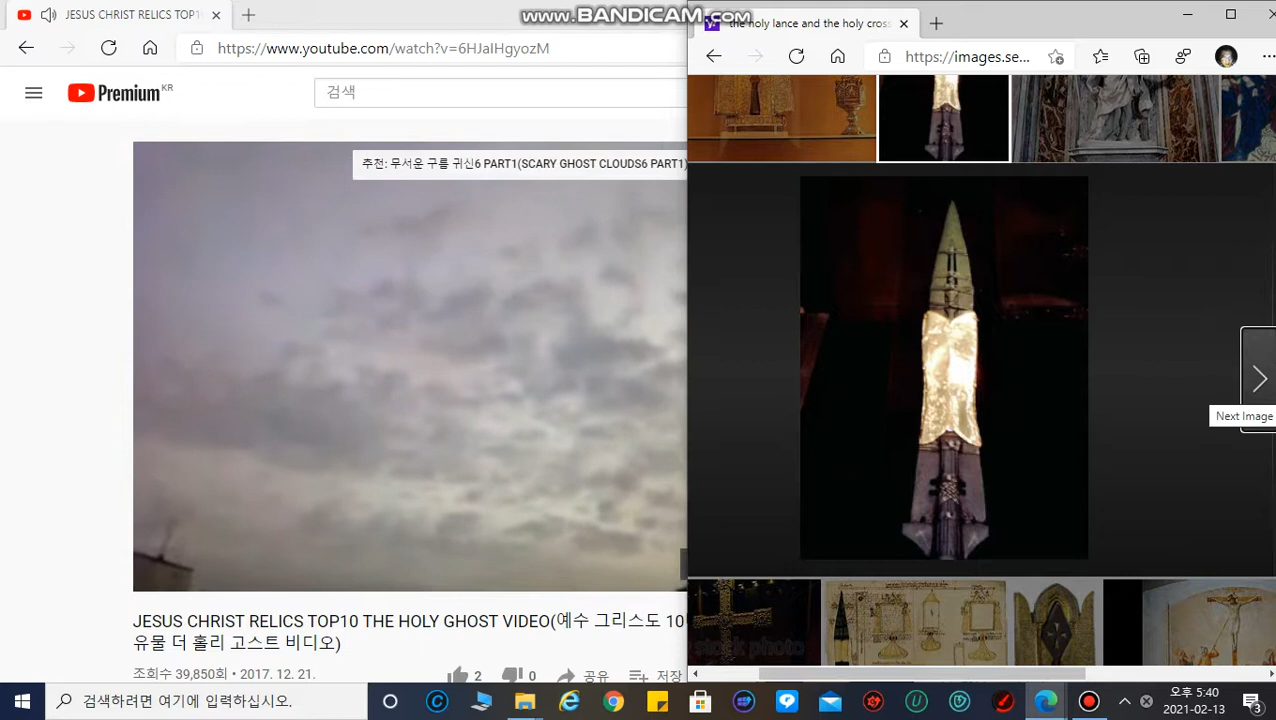 JESUS CHRIST RELICS TOP1
www.BANDICAM.com
the holy lance and the holy cross
https://www.youtube.com/watch?v=6HJaIHgyozM
https://images.se...
Premium KR
검색
추천: 무서운 구름 귀신6 PART1(SCARY GHOST CLOUDS6 PART1)
Next Image
stock photo
JESUS CHRIST RELICS TOP10 THE HOLY GHOST VIDEO(예수 그리스도 10
유물 더 홀리 고스트 비디오)
조회수 39,850회 • 2017. 12. 21.
2
0
공유
저장
검색하려면 여기에 입력하십시오.
오후 5:40
2021-02-13
3